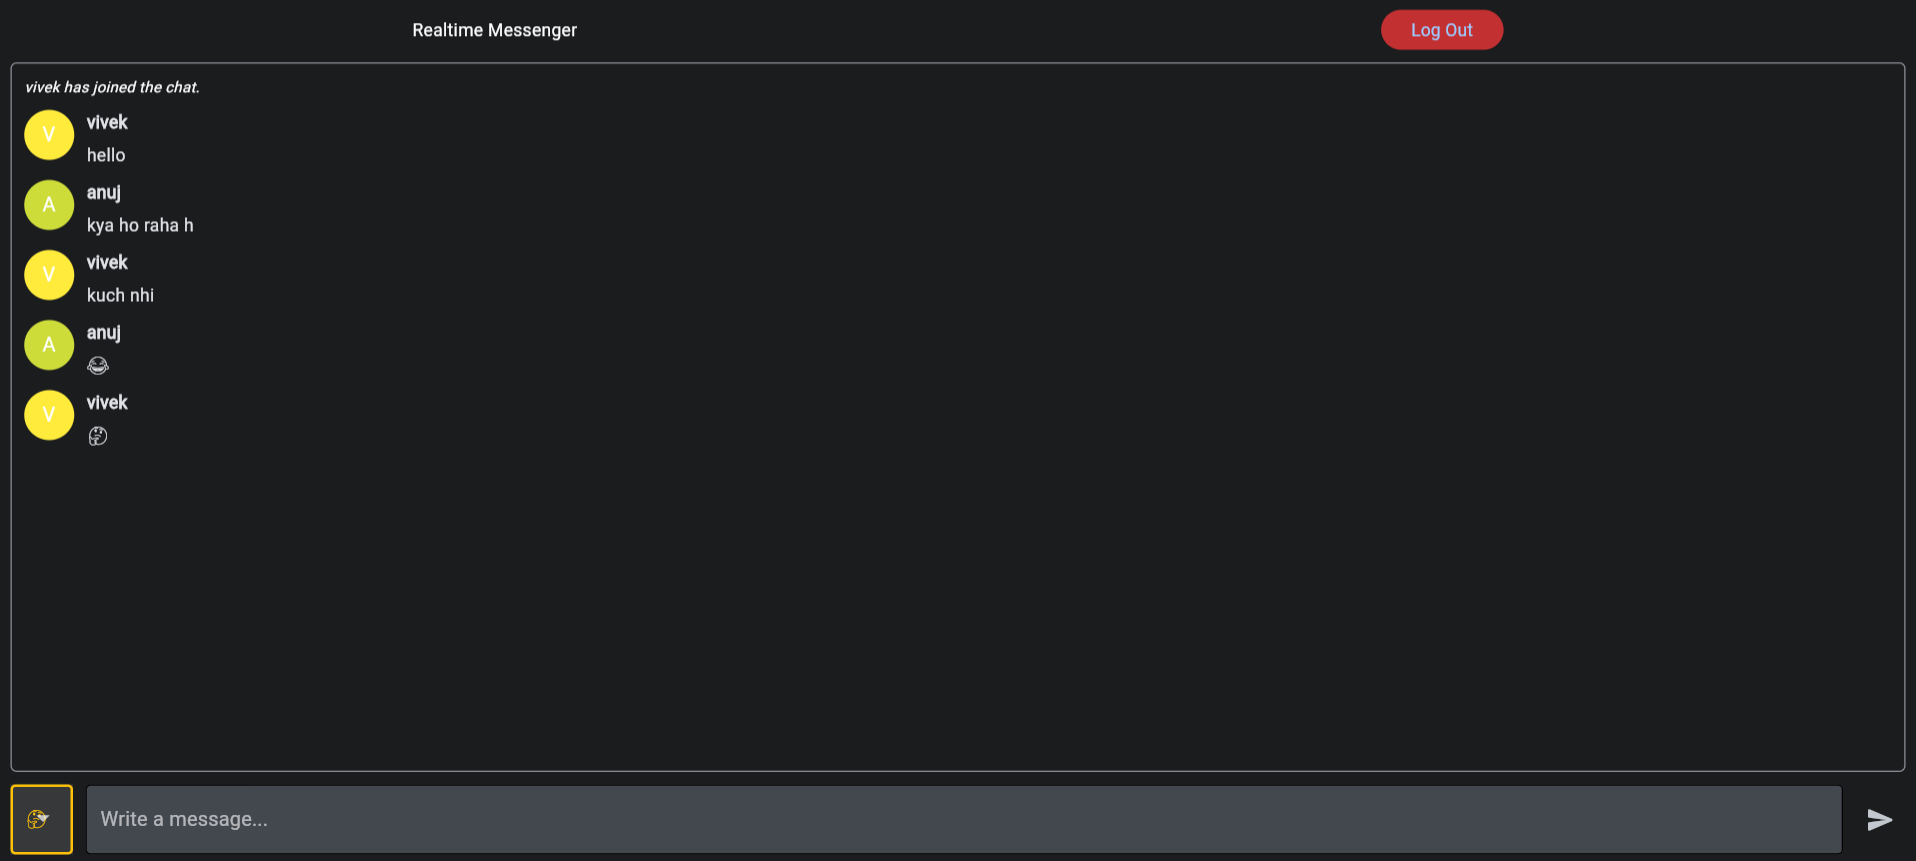 Realtime Messenger
Log Out
vivek has joined the chat.
V
vivek
hello
A
anuj
kya ho raha h
V
vivek
kuch nhi
A
anuj
😂
V
vivek
🤔
🤔
Write a message...